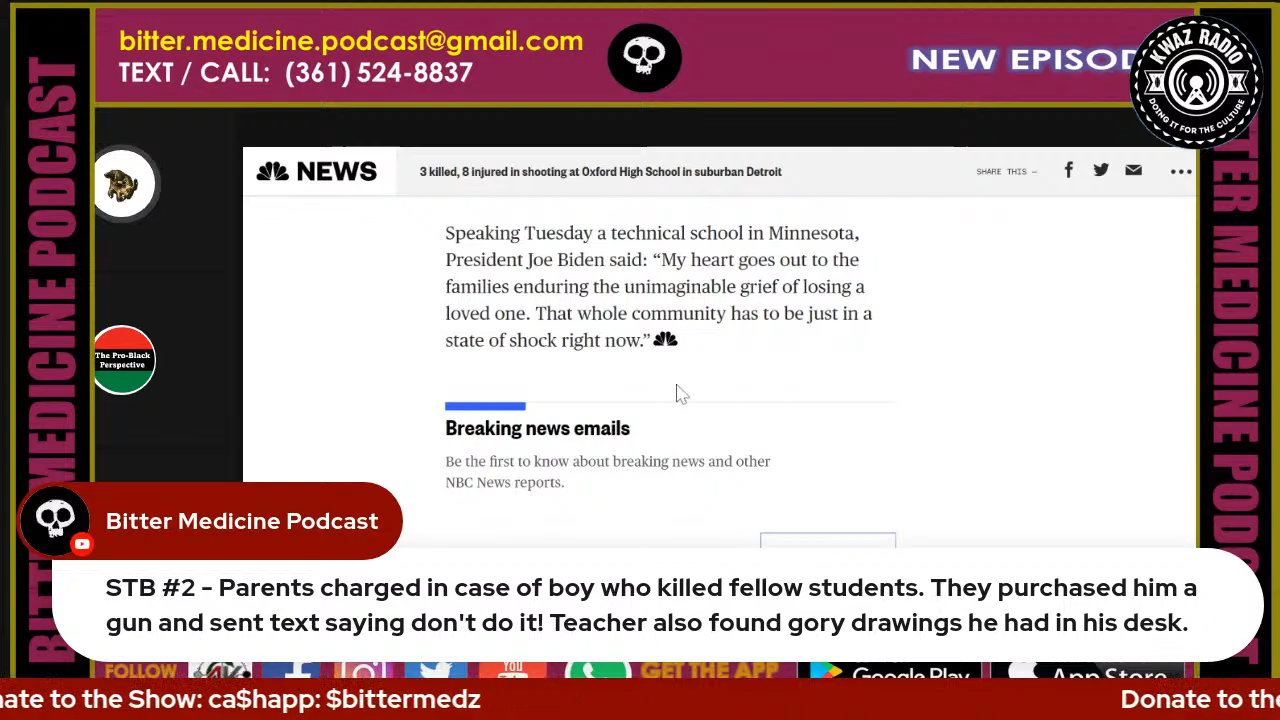 bitter.medicine.podcast@gmail.com
TEXT / CALL: (361) 524-8837
NEW EPISOD
KWAZ RADIO
DOING IT FOR THE CULTURE
BITTER MEDICINE PODCAST
NEWS
3 killed, 8 injured in shooting at Oxford High School in suburban Detroit
SHARE THIS —
Speaking Tuesday a technical school in Minnesota,
President Joe Biden said: “My heart goes out to the
families enduring the unimaginable grief of losing a
loved one. That whole community has to be just in a
state of shock right now.”
The Pro-Black
Perspective
Breaking news emails
Be the first to know about breaking news and other
NBC News reports.
Bitter Medicine Podcast
STB #2 - Parents charged in case of boy who killed fellow students. They purchased him a
gun and sent text saying don't do it! Teacher also found gory drawings he had in his desk.
FOLLOW
YOU
GET THE APP
Google Play
App Store
nate to the Show: ca$happ: $bittermedz
Donate to the
TER MEDICINE PODC